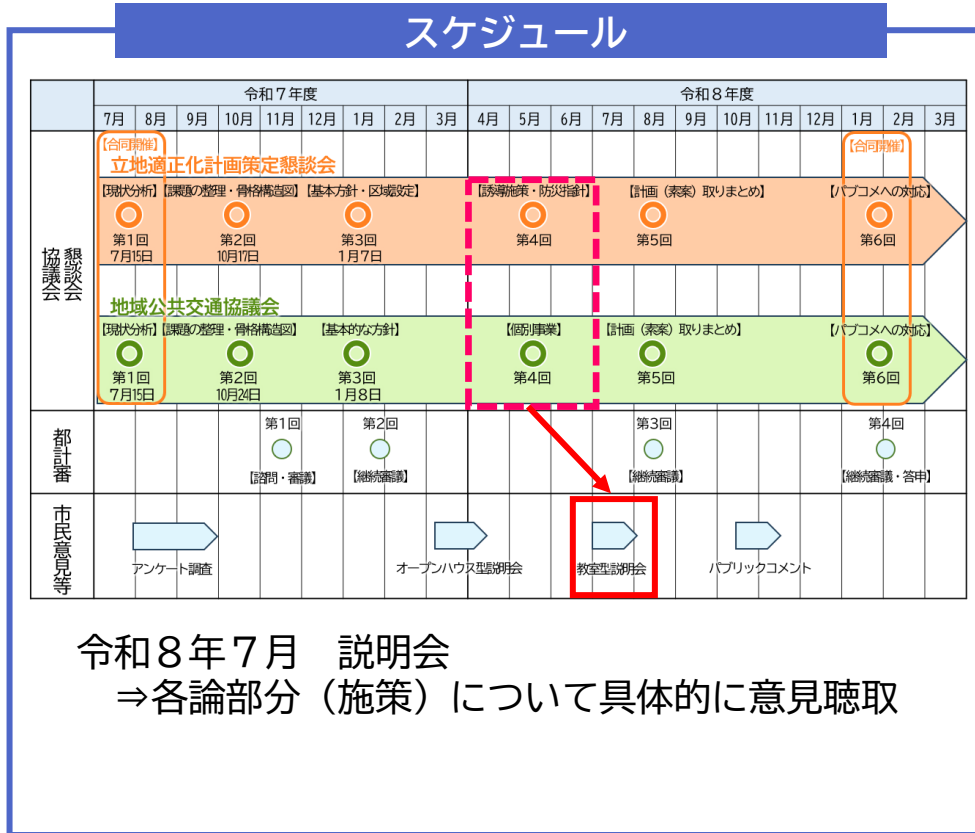 スケジュール
令和７年度
令和８年度
7月 8月 9月 10月 11月 12月 1月 2月 3月 4月 5月 6月 7月 8月 9月 10月 11月 12月 1月 2月 3月
懇談会
協議会
【合同開催】
【合同開催】
立地適正化計画策定懇談会
【現状分析】【課題の整理・骨格構造図】【基本方針・区域設定】 【誘導施策・防災指針】 【計画（素案）取りまとめ】 【パブコメへの対応】
第1回 第2回 第3回 第4回 第5回 第6回
7月15日 10月17日 1月7日
地域公共交通協議会
【現状分析】【課題の整理・骨格構造図】 【基本的な方針】 【個別事業】 【計画（素案）取りまとめ】 【パブコメへの対応】
第1回 第2回 第3回 第4回 第5回 第6回
7月15日 10月24日 1月8日
都計審
第1回 第2回 第3回 第4回
【諮問・審議】 【継続審議】 【継続審議】 【継続審議・答申】
市民意見等
アンケート調査 オープンハウス型説明会 教室型説明会 パブリックコメント
令和８年７月　説明会
⇒各論部分（施策）について具体的に意見聴取